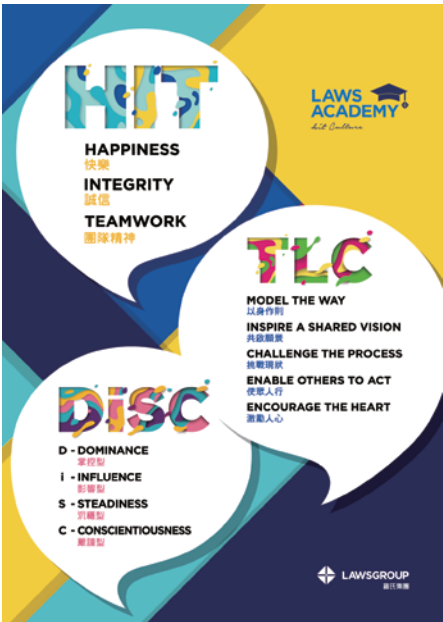 HIT
HAPPINESS
快樂
INTEGRITY
誠信
TEAMWORK
團隊精神
LAWS
ACADEMY
hit Culture
TLC
MODEL THE WAY
以身作則
INSPIRE A SHARED VISION
共啟願景
CHALLENGE THE PROCESS
挑戰現狀
ENABLE OTHERS TO ACT
使眾人行
ENCOURAGE THE HEART
激勵人心
DiSC
D - DOMINANCE
掌控型
i - INFLUENCE
影響型
S - STEADINESS
沉穩型
C - CONSCIENTIOUSNESS
嚴謹型
LAWSGROUP
羅氏集團